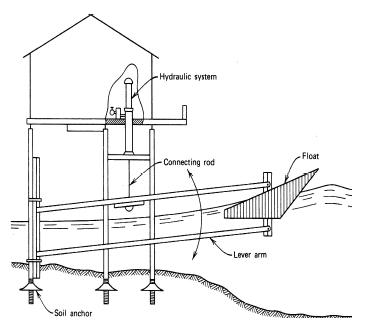 Hydraulic system
Connecting rod
Float
Lever arm
Soil anchor